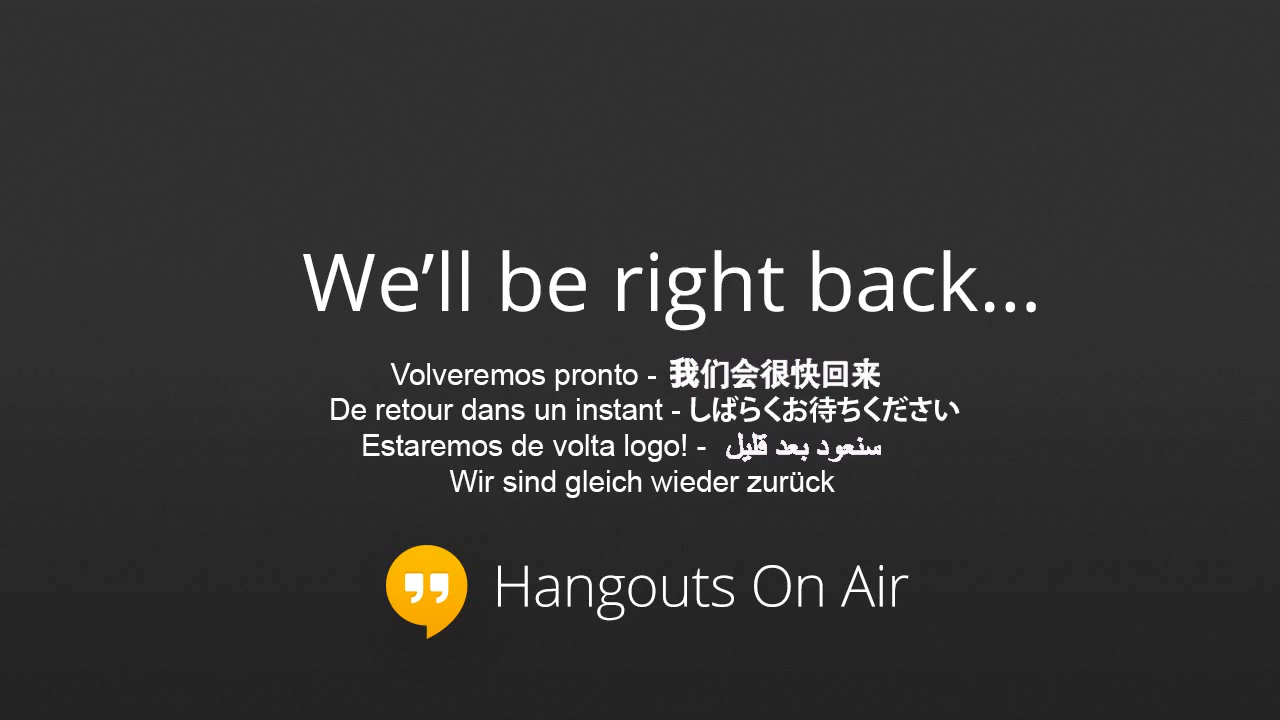 We’ll be right back...
Volveremos pronto - 我们会很快回来
De retour dans un instant - しばらくお待ちください
Estaremos de volta logo! - سنعود بعد قليل
Wir sind gleich wieder zurück
Hangouts On Air